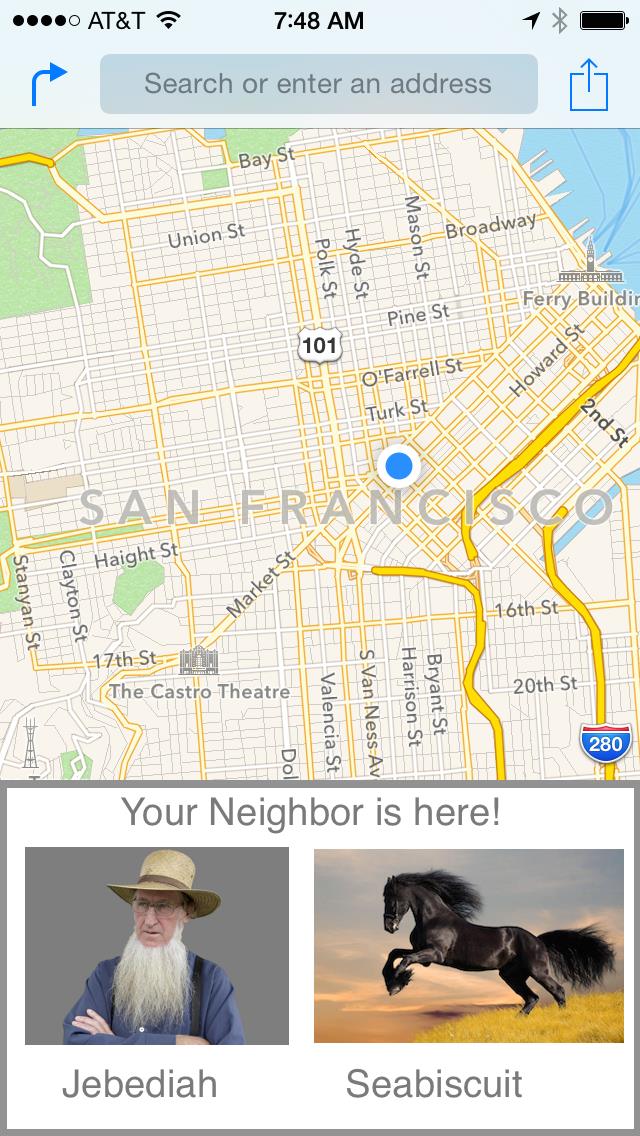 AT&T 7:48 AM
Search or enter an address
Bay St
Union St
Polk St
Hyde St
Mason St
Broadway
Ferry Buildin
Pine St
101
O'Farrell St
Howard St
Turk St
2nd St
SAN FRANCISCO
Haight St
Stanyan St
Clayton St
Market St
16th St
17th St
The Castro Theatre
Valencia St
S Van Ness Av
Harrison St
Bryant St
20th St
280
Dol
Your Neighbor is here!
Jebediah Seabiscuit